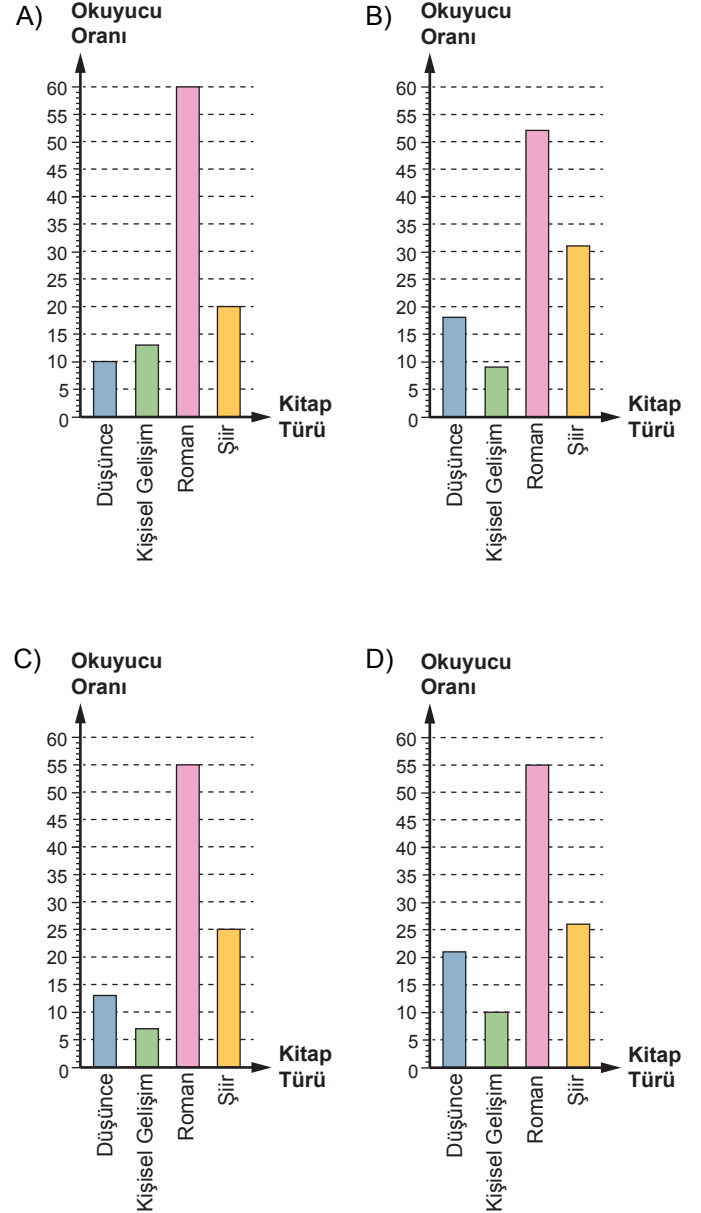 A)
Okuyucu
Oranı
60
55
50
45
40
35
30
25
20
15
10
5
0
Düşünce
Kişisel Gelişim
Roman
Şiir
Kitap
Türü
B)
Okuyucu
Oranı
60
55
50
45
40
35
30
25
20
15
10
5
0
Düşünce
Kişisel Gelişim
Roman
Şiir
Kitap
Türü
C)
Okuyucu
Oranı
60
55
50
45
40
35
30
25
20
15
10
5
0
Düşünce
Kişisel Gelişim
Roman
Şiir
Kitap
Türü
D)
Okuyucu
Oranı
60
55
50
45
40
35
30
25
20
15
10
5
0
Düşünce
Kişisel Gelişim
Roman
Şiir
Kitap
Türü